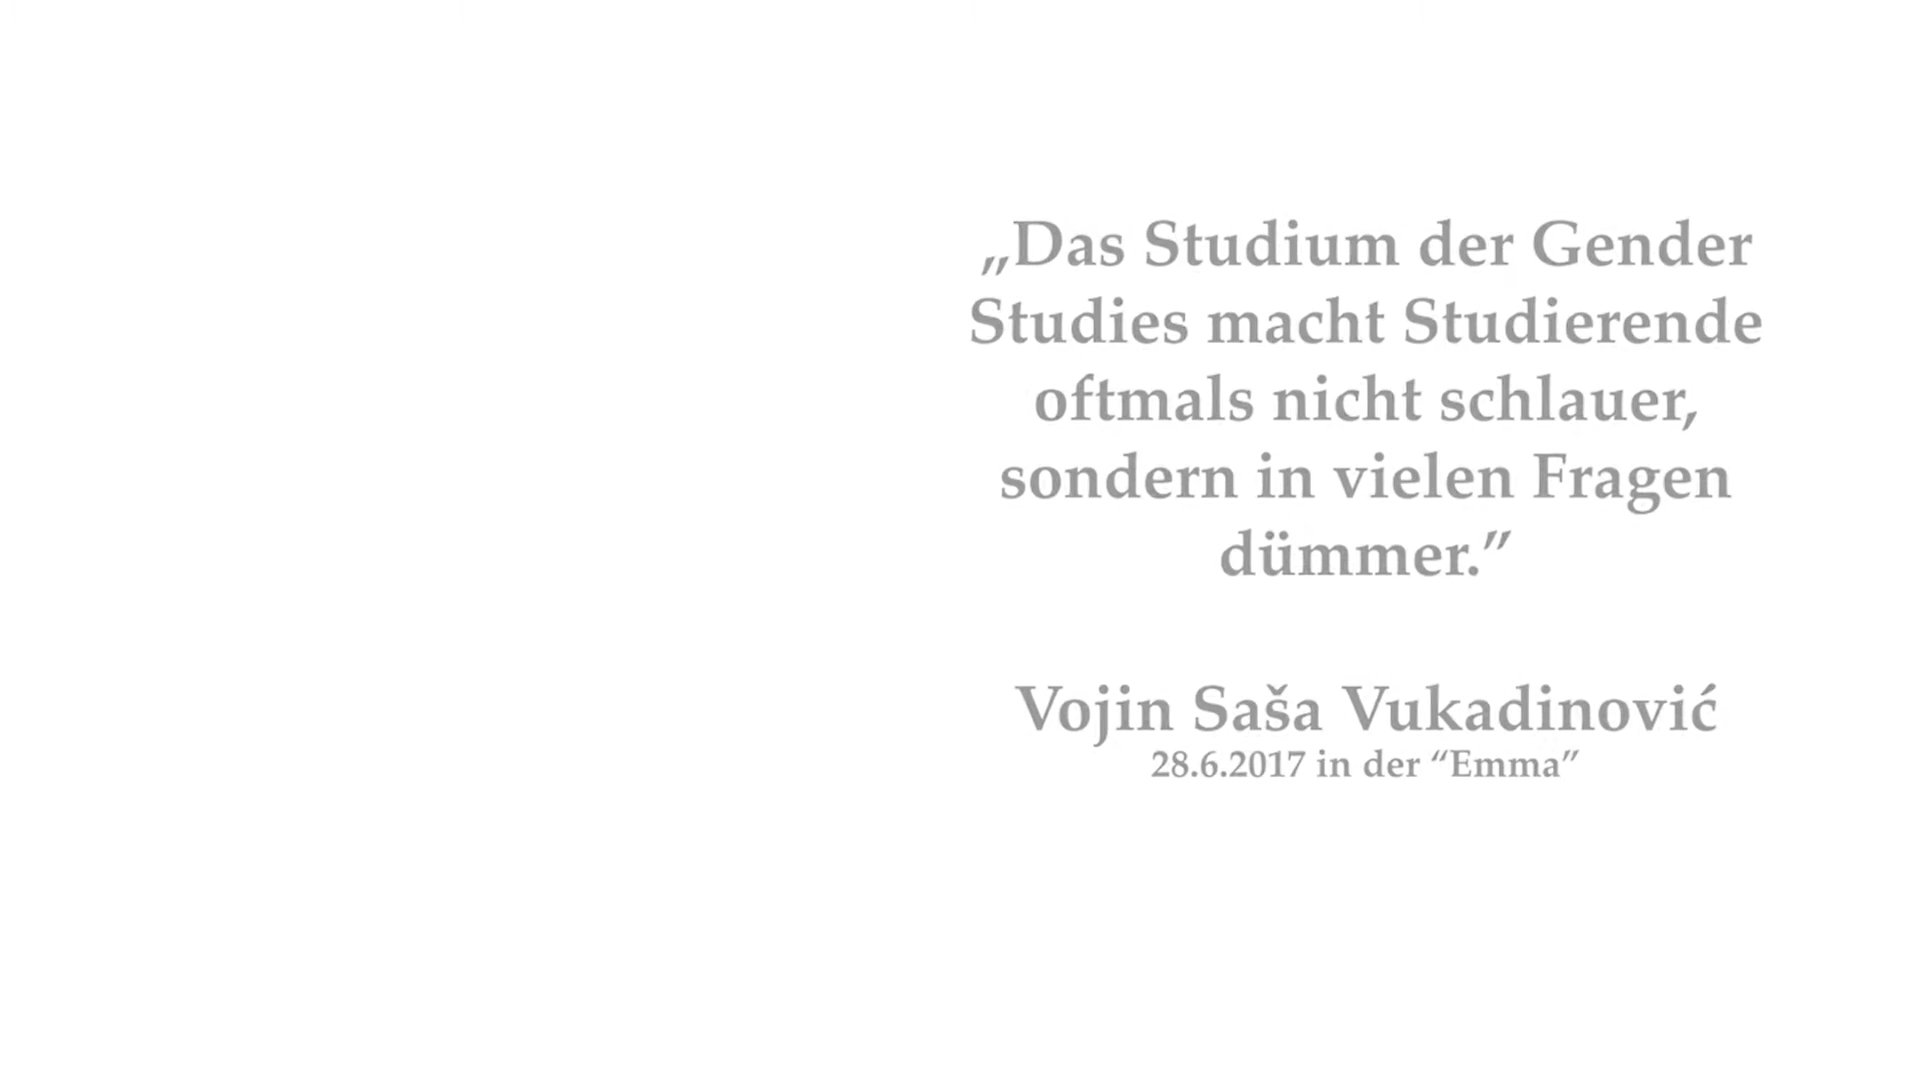 „Das Studium der Gender
Studies macht Studierende
oftmals nicht schlauer,
sondern in vielen Fragen
dümmer.”
Vojin Saša Vukadinović
28.6.2017 in der “Emma”